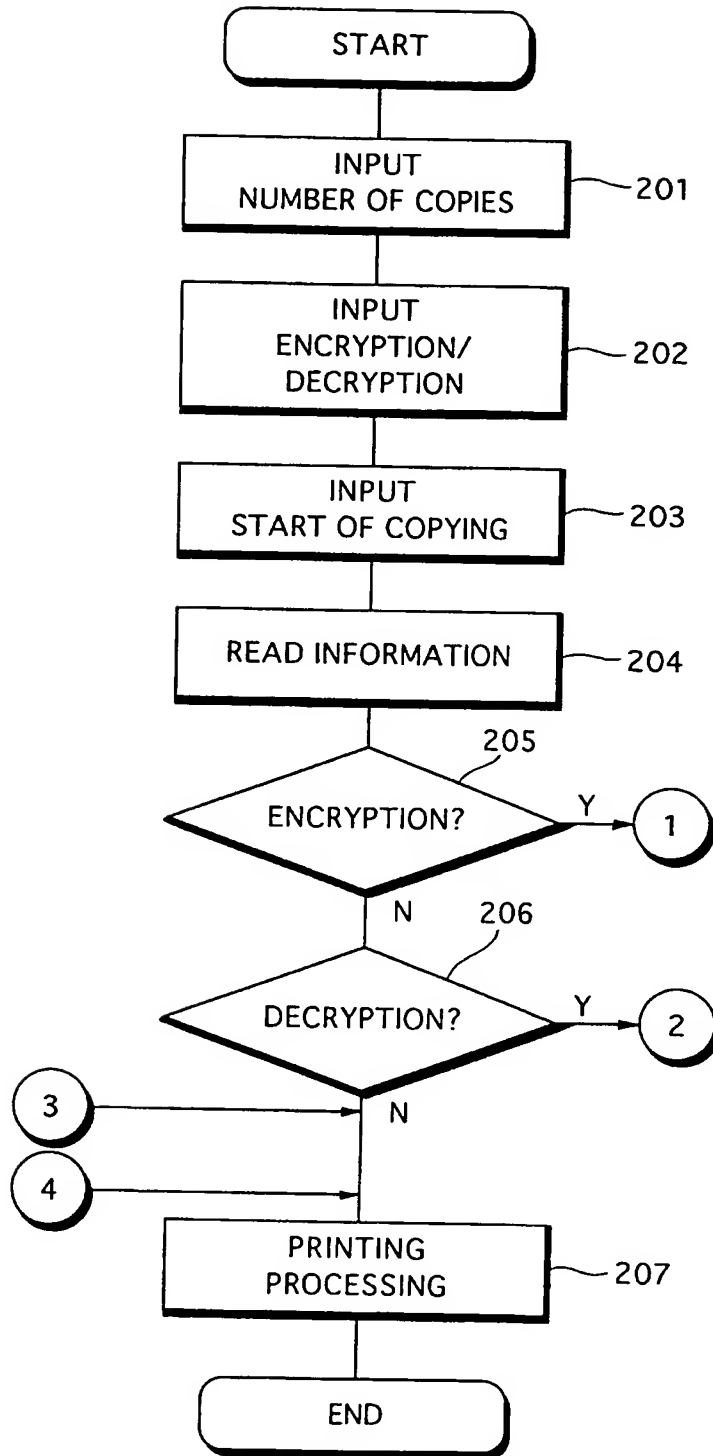 START
INPUT
NUMBER OF COPIES
201
INPUT
ENCRYPTION/
DECRYPTION
202
INPUT
START OF COPYING
203
READ INFORMATION
204
205
ENCRYPTION?
Y
1
N
206
DECRYPTION?
Y
2
3
N
4
PRINTING
PROCESSING
207
END